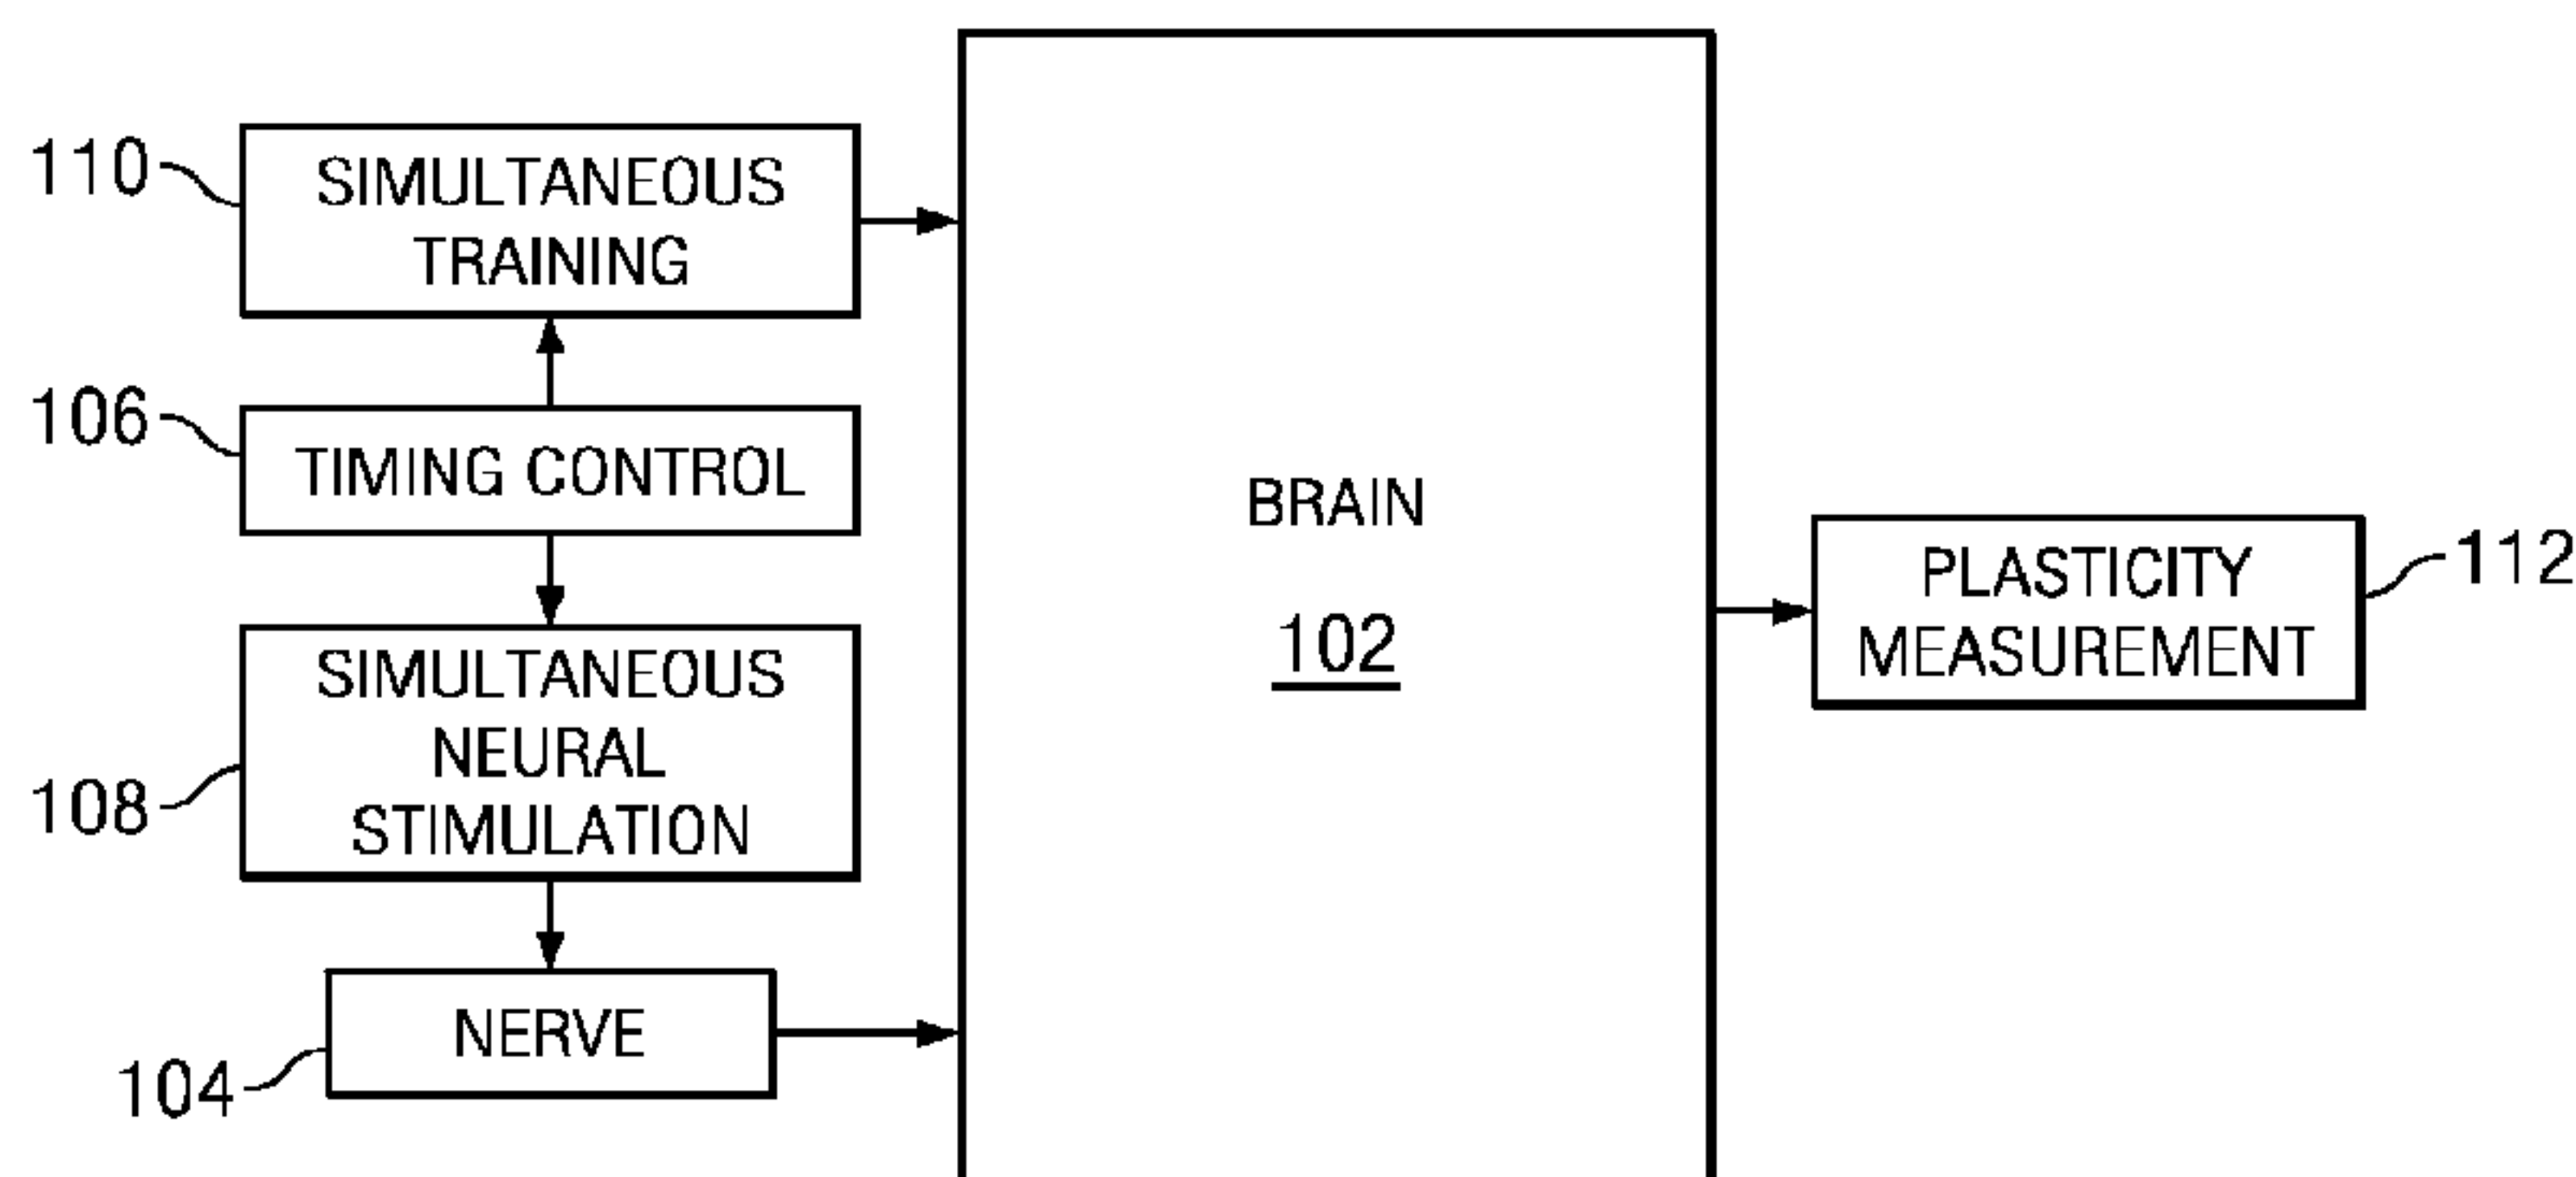 110
SIMULTANEOUS
TRAINING
106
TIMING CONTROL
108
SIMULTANEOUS
NEURAL
STIMULATION
104
NERVE
BRAIN
102
PLASTICITY
MEASUREMENT
112